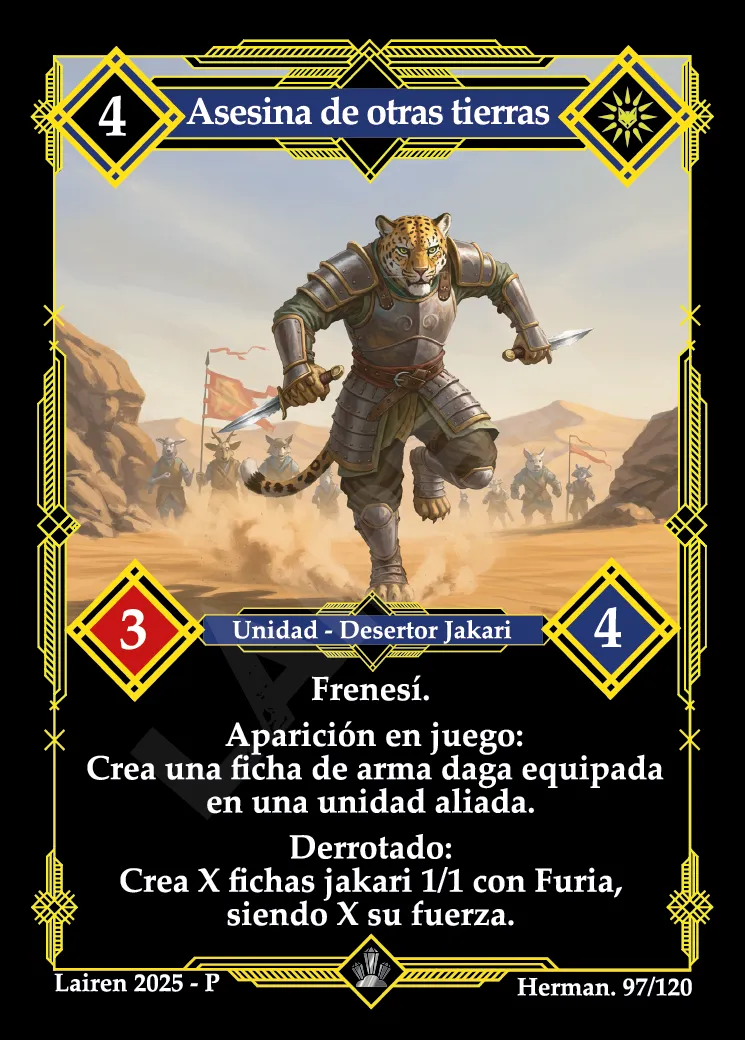 4
Asesina de otras tierras
3
Unidad - Desertor Jakari
4
Frenesí.
Aparición en juego:
Crea una ficha de arma daga equipada
en una unidad aliada.
Derrotado:
Crea X fichas jakari 1/1 con Furia,
siendo X su fuerza.
Lairen 2025 - P
Herman. 97/120